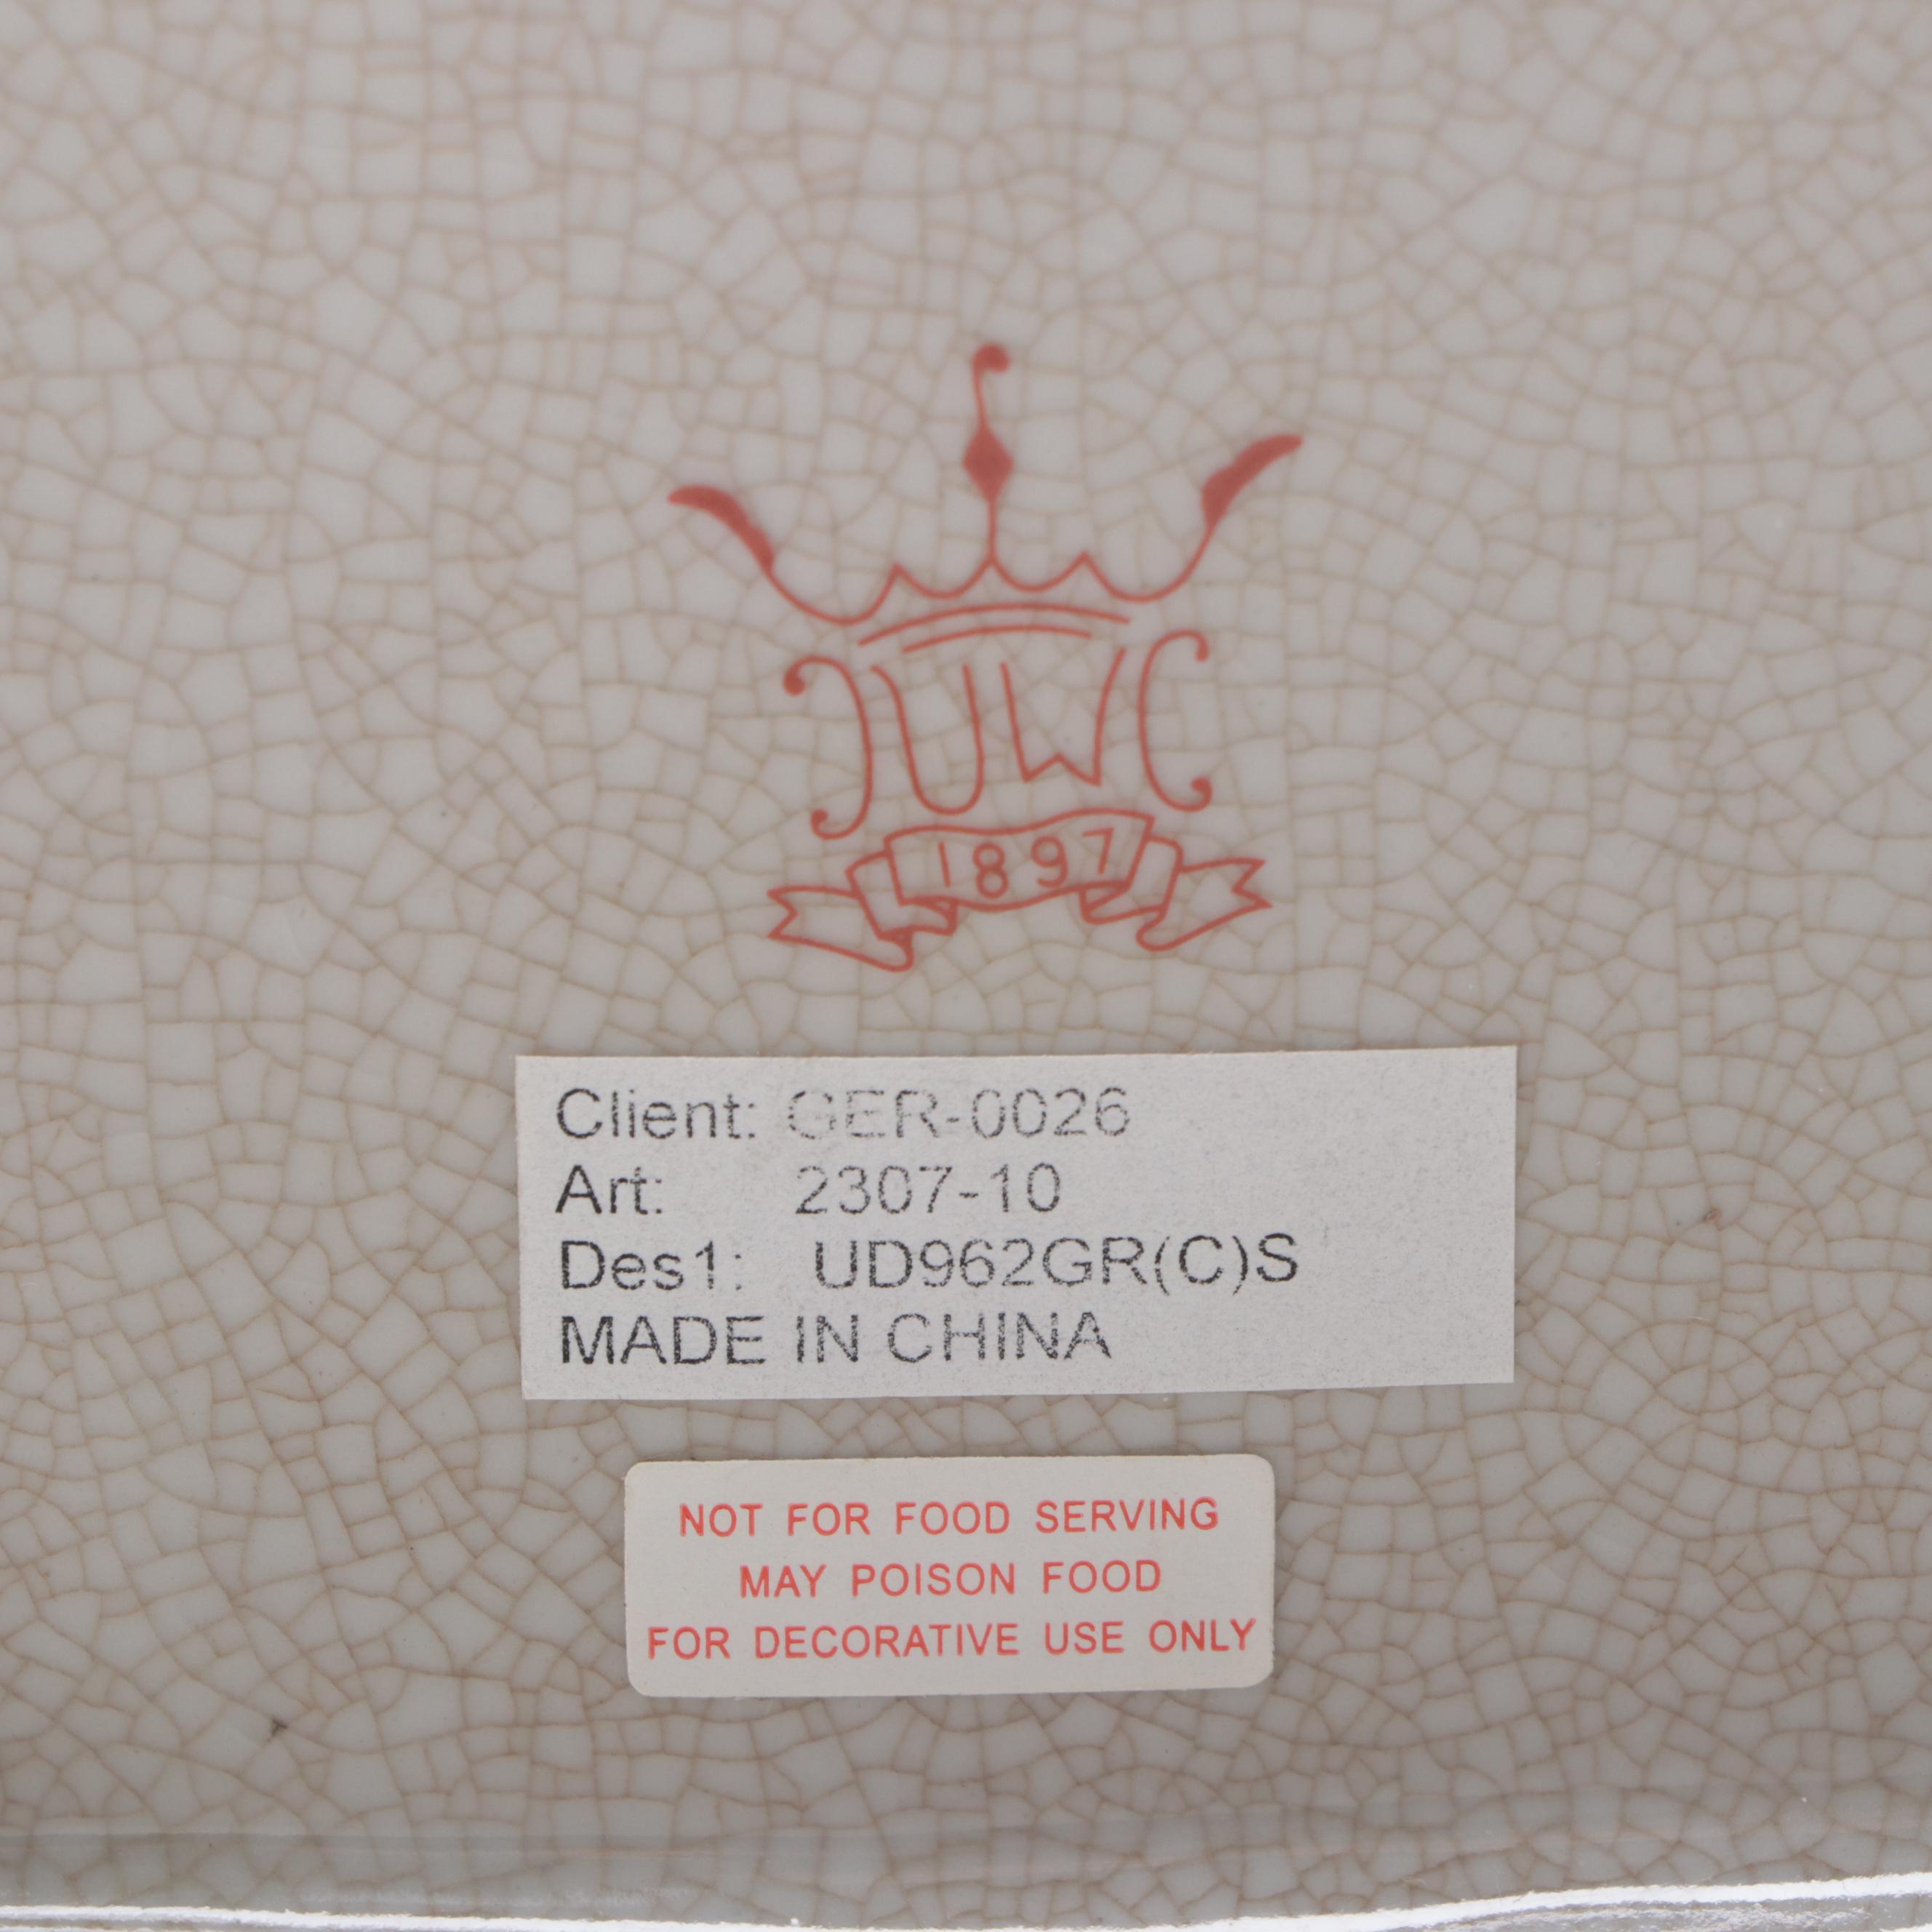 UW
1897
Client: GER-0026
Art: 2307-10
Des1: UD962GR(C)S
MADE IN CHINA
NOT FOR FOOD SERVING
MAY POISON FOOD
FOR DECORATIVE USE ONLY